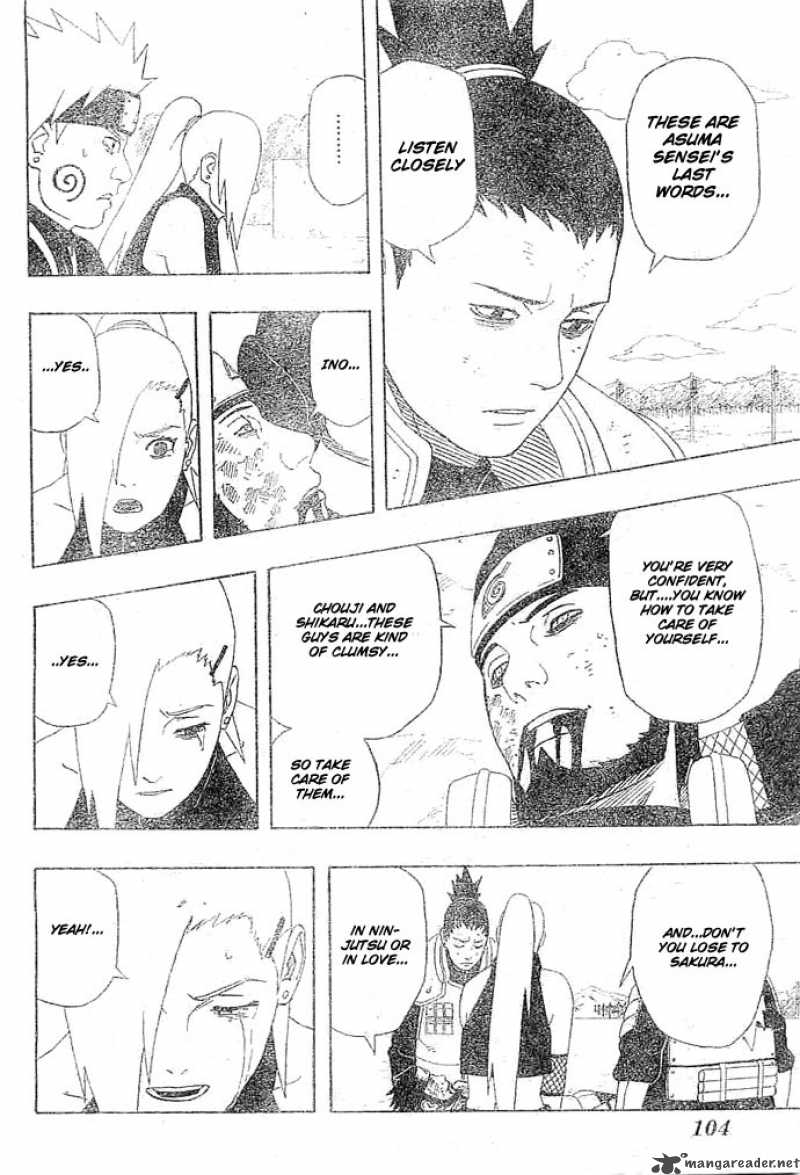 THESE ARE
ASUMA
SENSEI'S
LAST
WORDS...
LISTEN
CLOSELY
.........
INO...
...YES..
YOU'RE VERY
CONFIDENT,
BUT....YOU KNOW
HOW TO TAKE
CARE OF
YOURSELF...
CHOUJI AND
SHIKARU...THESE
GUYS ARE KIND
OF CLUMSY...
SO TAKE
CARE OF
THEM...
..YES...
AND...DON'T
YOU LOSE TO
SAKURA...
IN NIN-
JUTSU OR
IN LOVE...
YEAH!...
104
mangareader.net